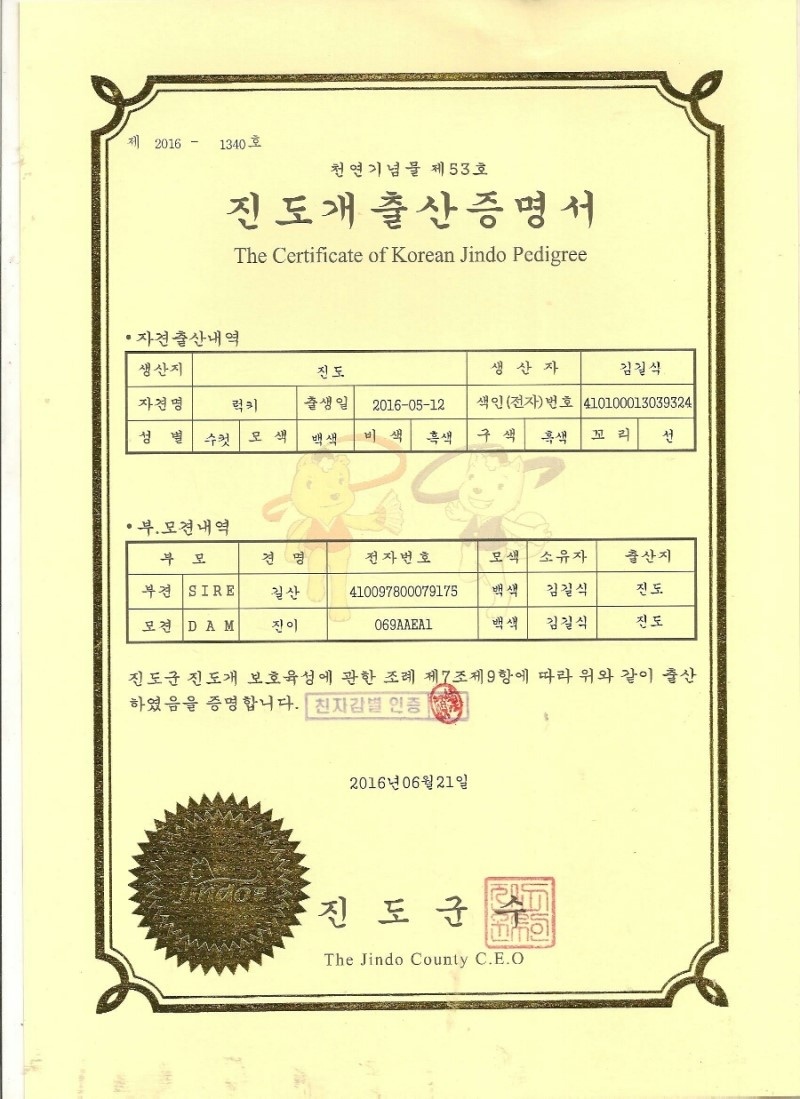 제 2016 - 1340호
천연기념물 제53호
진도개출산증명서
The Certificate of Korean Jindo Pedigree
• 자견출산내역
생산지 진도 생 산 자 김길식
자견명 럭키 출생일 2016-05-12 색인(전자)번호 410100013039324
성 별 수컷 모 색 백색 비 색 흑색 구 색 흑색 꼬 리 선
• 부.모견내역
부 모 견 명 전자번호 모색 소유자 출산지
부견 SIRE 길산 410097800079175 백색 김길식 진도
모견 DAM 진이 069AAEA1 백색 김길식 진도
진도군 진도개 보호육성에 관한 조례 제7조제9항에 따라 위와 같이 출산
하였음을 증명합니다. 친자감별 인증
2016년06월21일
Jindos
진 도 군 수
The Jindo County C.E.O